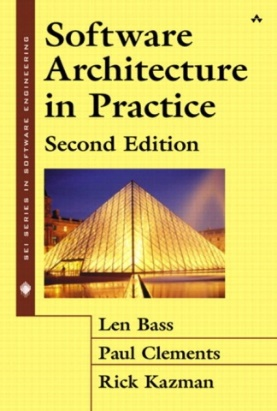 Software
Architecture
in Practice
Second Edition
SEI SERIES IN SOFTWARE ENGINEERING
Len Bass
Paul Clements
Rick Kazman